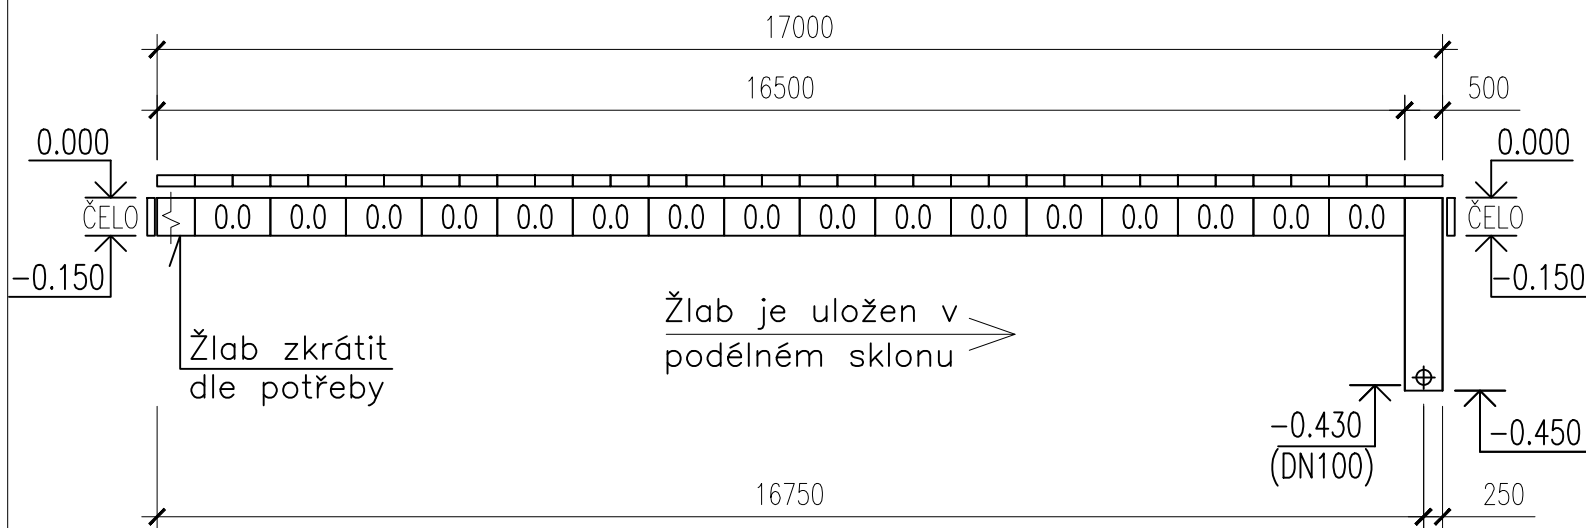 17000
16500 500
0.000 0.000
ČELO 0.0 0.0 0.0 0.0 0.0 0.0 0.0 0.0 0.0 0.0 0.0 0.0 0.0 0.0 0.0 0.0 ČELO
-0.150 -0.150
Žlab zkrátit
dle potřeby
Žlab je uložen v
podélném sklonu
-0.430
(DN100)
-0.450
16750 250